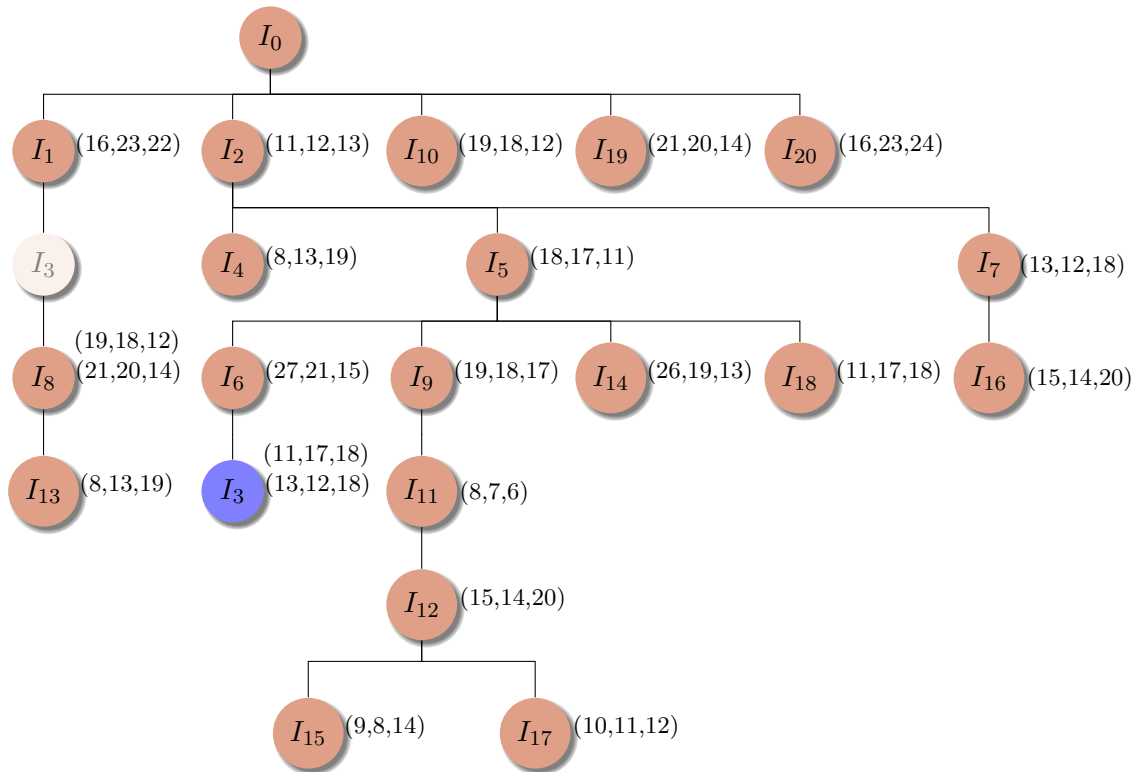 I₀
I₁ (16,23,22) I₂ (11,12,13) I₁₀ (19,18,12) I₁₉ (21,20,14) I₂₀ (16,23,24)
I₃ I₄ (8,13,19) I₅ (18,17,11) I₇ (13,12,18)
(19,18,12)
I₈ (21,20,14) I₆ (27,21,15) I₉ (19,18,17) I₁₄ (26,19,13) I₁₈ (11,17,18) I₁₆ (15,14,20)
(11,17,18)
I₁₃ (8,13,19) I₃ (13,12,18) I₁₁ (8,7,6)
I₁₂ (15,14,20)
I₁₅ (9,8,14) I₁₇ (10,11,12)